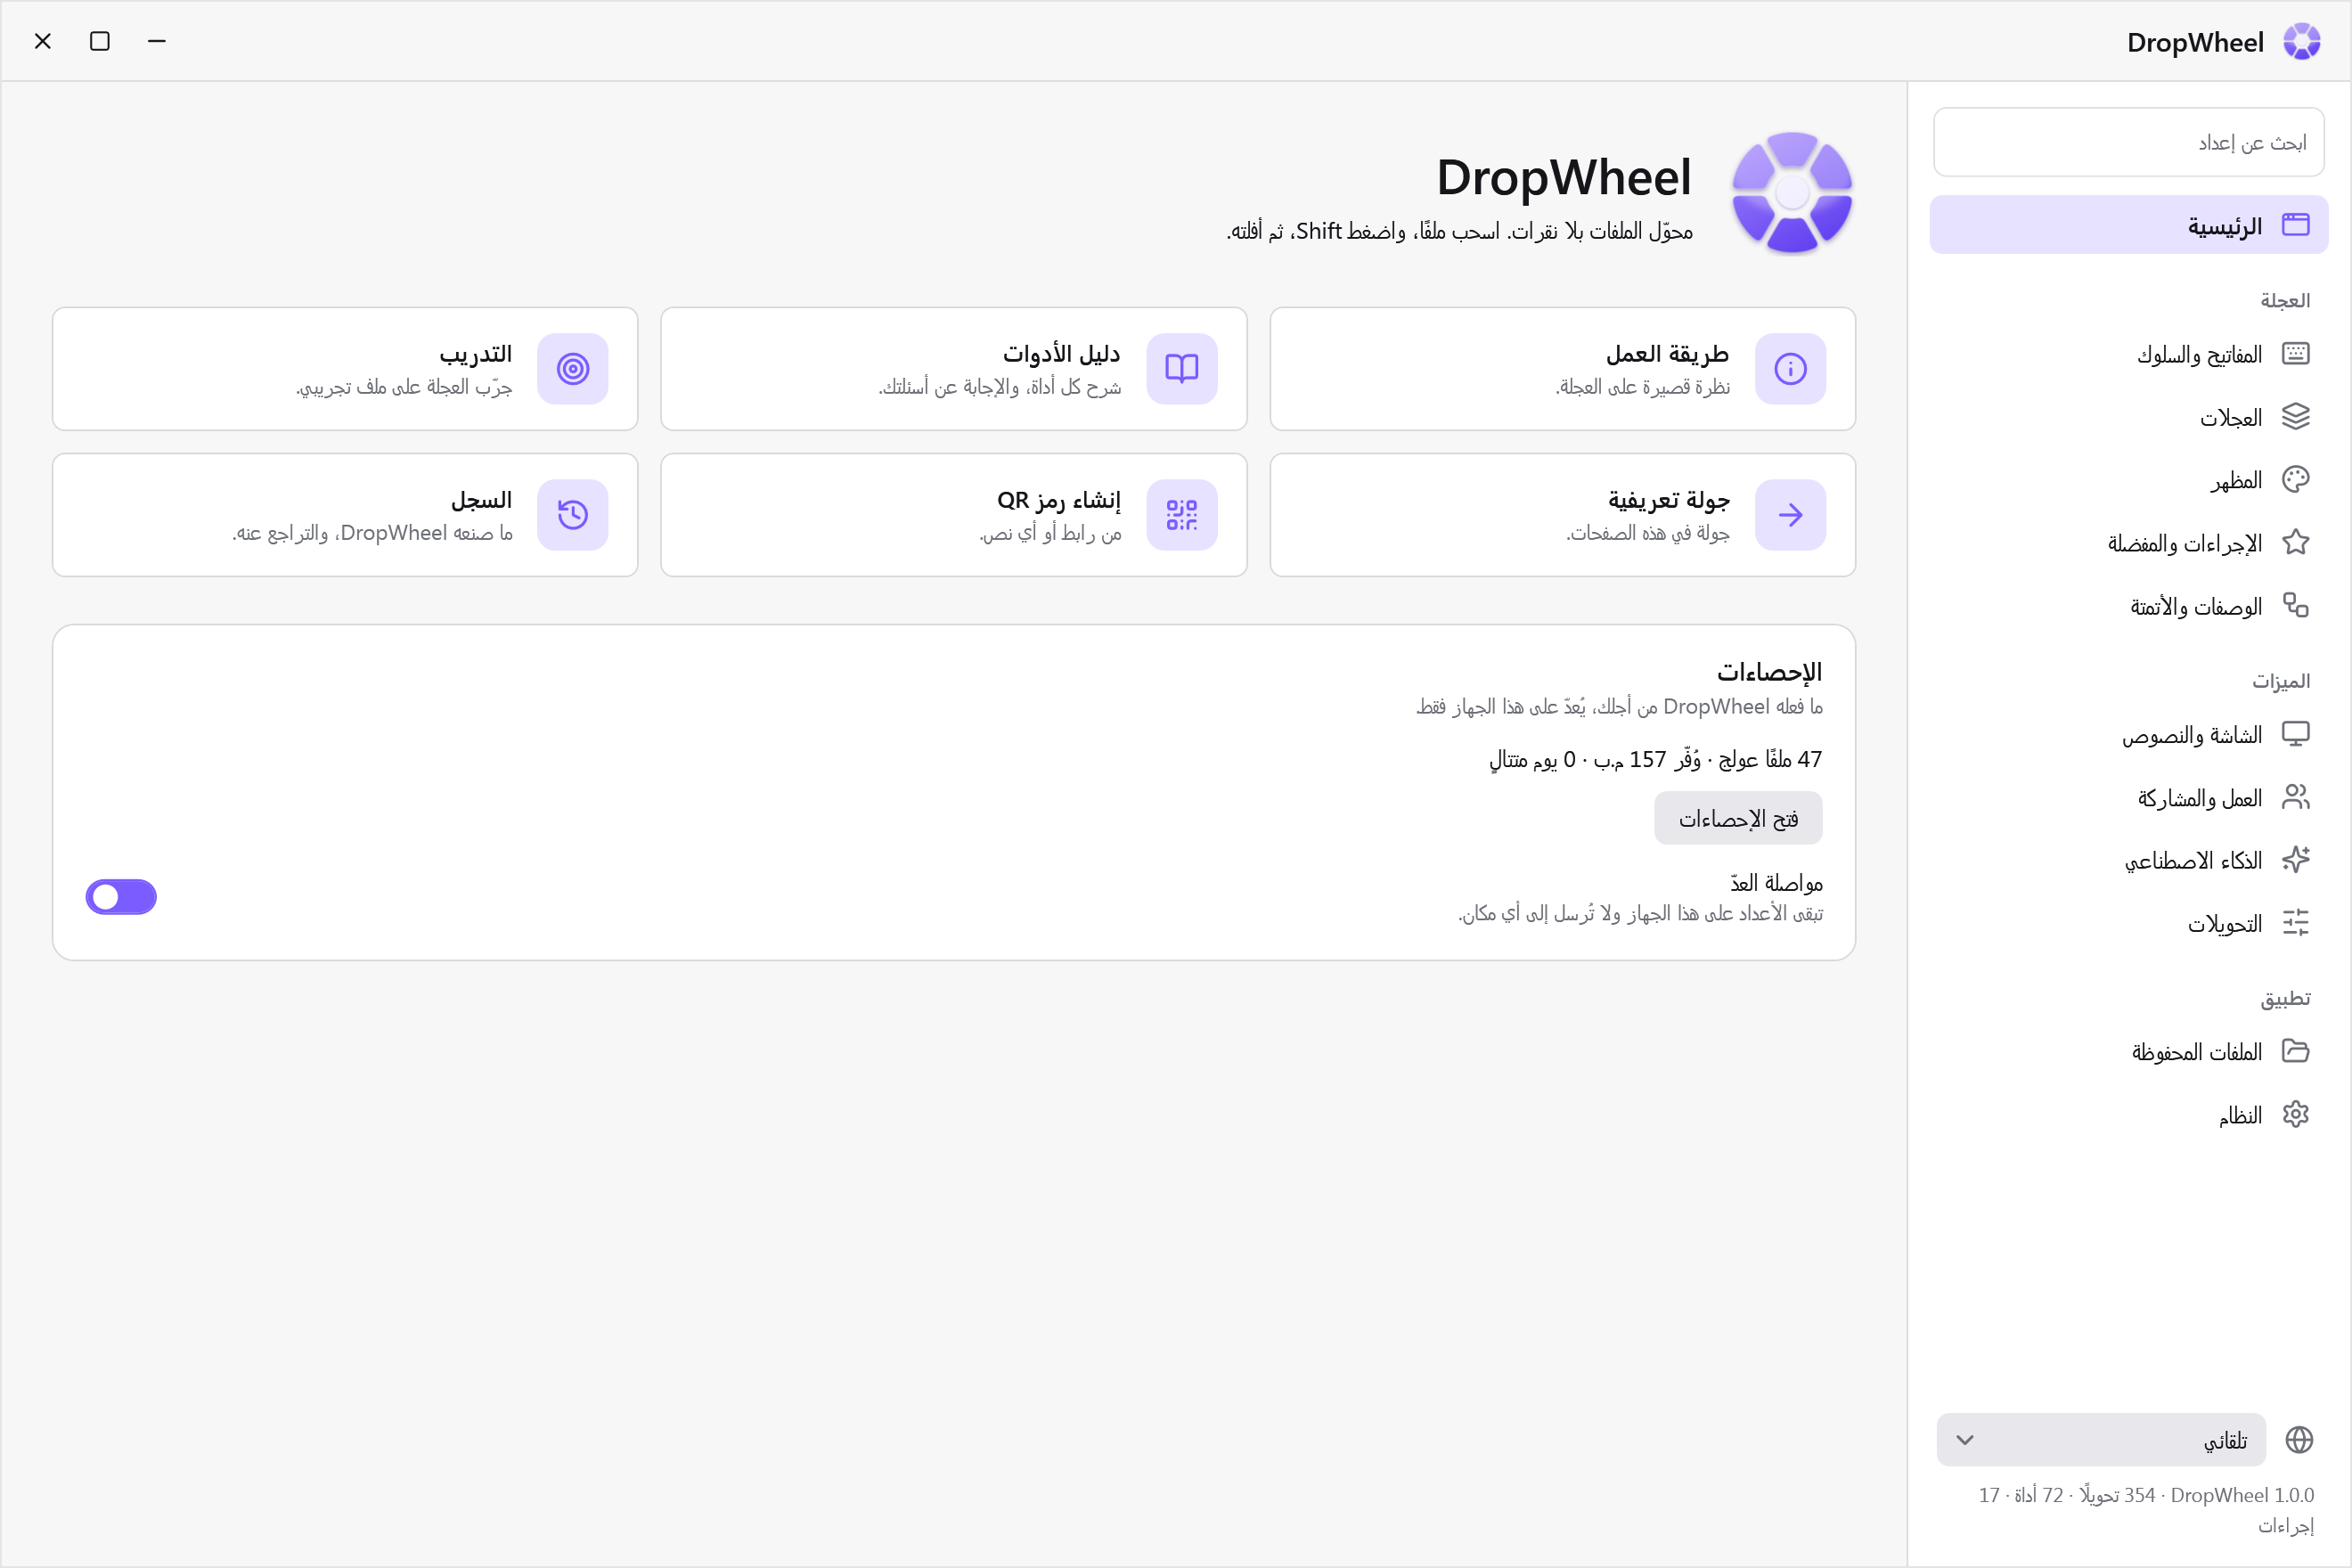 DropWheel
ابحث عن إعداد
الرئيسية
العجلة
المفاتيح والسلوك
العجلات
المظهر
الإجراءات والمفضلة
الوصفات والأتمتة
الميزات
الشاشة والنصوص
العمل والمشاركة
الذكاء الاصطناعي
التحويلات
تطبيق
الملفات المحفوظة
النظام
تلقائي
DropWheel 1.0.0 · 354 تحويلًا · 72 أداة · 17
إجراءات
DropWheel
محوّل الملفات بلا نقرات. اسحب ملفًا، واضغط Shift، ثم أفلته.
طريقة العمل
نظرة قصيرة على العجلة.
دليل الأدوات
شرح كل أداة، والإجابة عن أسئلتك.
التدريب
جرّب العجلة على ملف تجريبي.
جولة تعريفية
جولة في هذه الصفحات.
إنشاء رمز QR
من رابط أو أي نص.
السجل
ما صنعه DropWheel، والتراجع عنه.
الإحصاءات
ما فعله DropWheel من أجلك، يُعدّ على هذا الجهاز فقط.
47 ملفًا عولج · وُفّر 157 م.ب · 0 يوم متتالٍ
فتح الإحصاءات
مواصلة العدّ
تبقى الأعداد على هذا الجهاز ولا تُرسل إلى أي مكان.